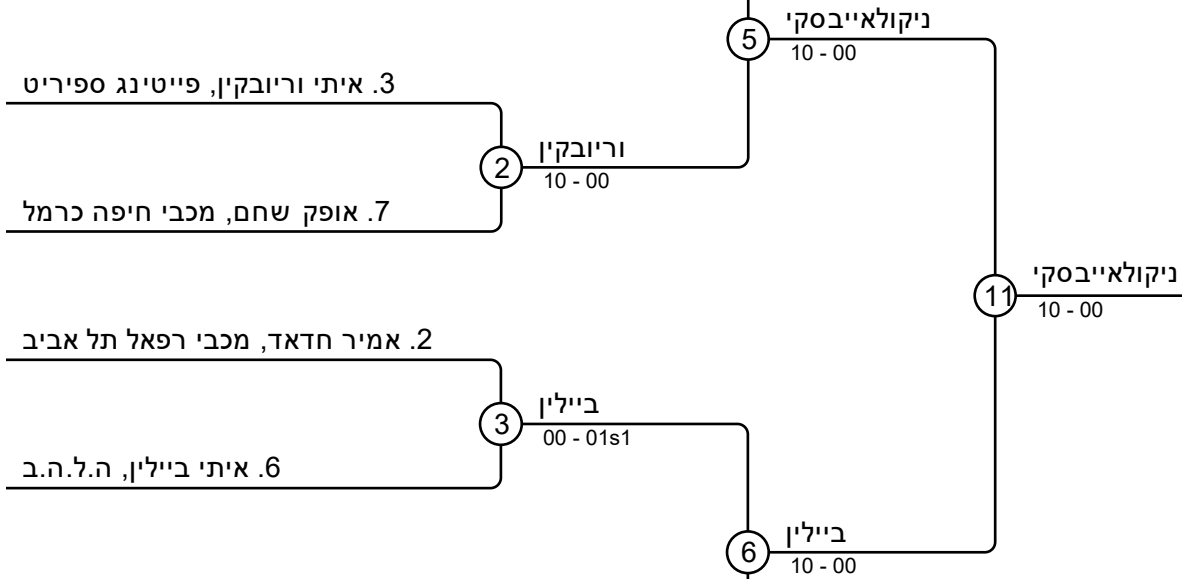 ניקולאייבסקי
5
10 - 00
3. איתי וריובקין, פייטינג ספיריט
וריובקין
2
10 - 00
7. אופק שחם, מכבי חיפה כרמל
ניקולאייבסקי
11
10 - 00
2. אמיר חדאד, מכבי רפאל תל אביב
ביילין
3
00 - 01s1
6. איתי ביילין, ה.ל.ה.ב
ביילין
6
10 - 00